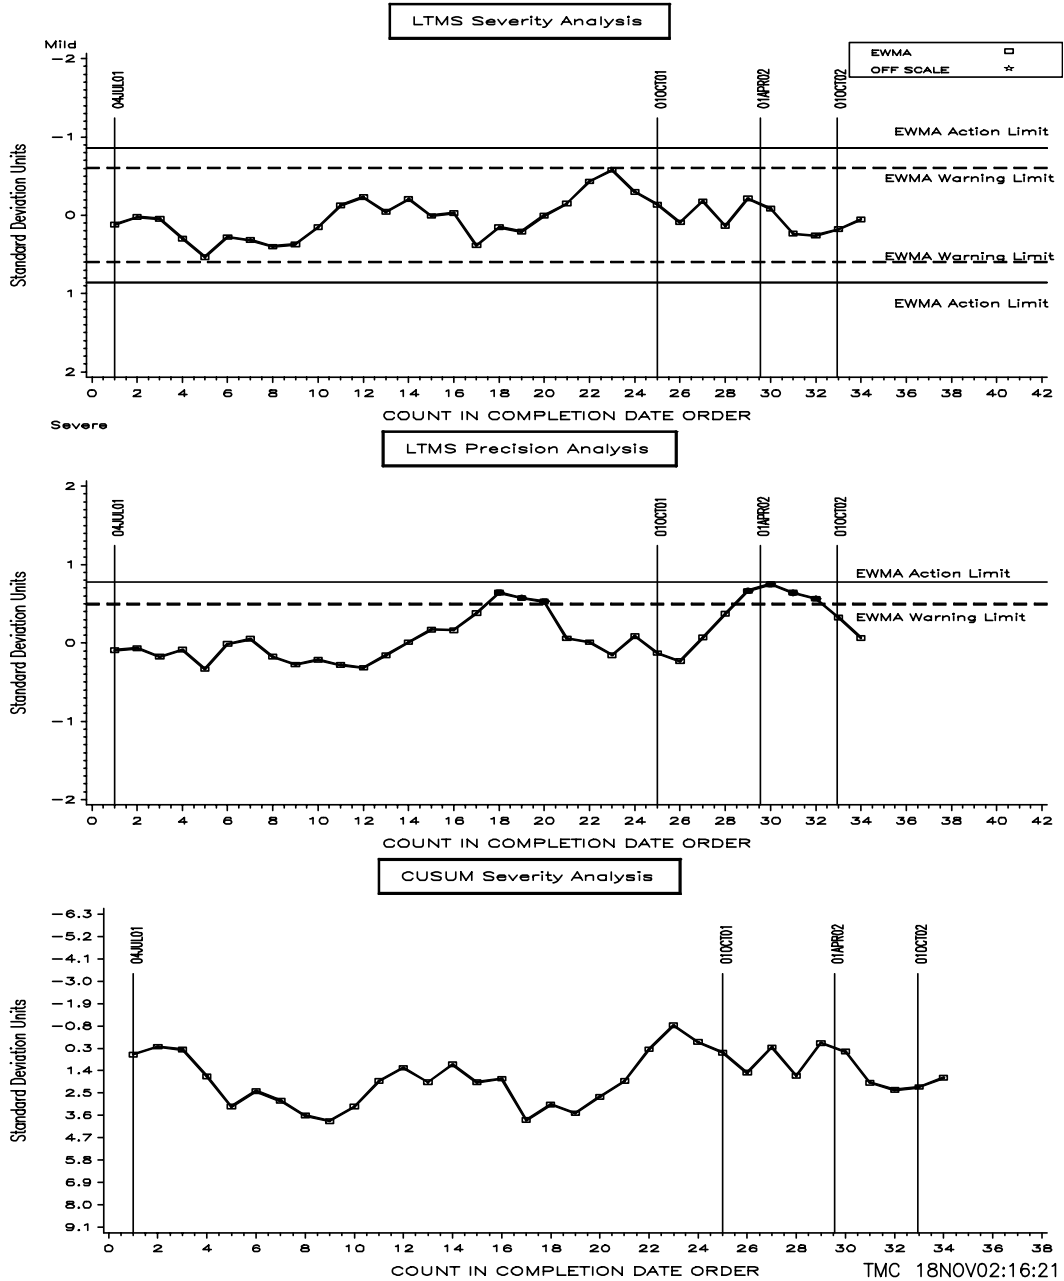 LTMS Severity Analysis
Mild
EWMA
OFF SCALE
04JUL01
01OCT01
01APR02
01OCT02
-2
-1
0
1
2
Standard Deviation Units
EWMA Action Limit
EWMA Warning Limit
EWMA Warning Limit
EWMA Action Limit
0 2 4 6 8 10 12 14 16 18 20 22 24 26 28 30 32 34 36 38 40 42
COUNT IN COMPLETION DATE ORDER
Severe
LTMS Precision Analysis
04JUL01
01OCT01
01APR02
01OCT02
2
1
0
-1
-2
Standard Deviation Units
EWMA Action Limit
EWMA Warning Limit
0 2 4 6 8 10 12 14 16 18 20 22 24 26 28 30 32 34 36 38 40 42
COUNT IN COMPLETION DATE ORDER
CUSUM Severity Analysis
04JUL01
01OCT01
01APR02
01OCT02
-6.3
-5.2
-4.1
-3.0
-1.9
-0.8
0.3
1.4
2.5
3.6
4.7
5.8
6.9
8.0
9.1
Standard Deviation Units
0 2 4 6 8 10 12 14 16 18 20 22 24 26 28 30 32 34 36 38
COUNT IN COMPLETION DATE ORDER
TMC 18NOV02:16:21